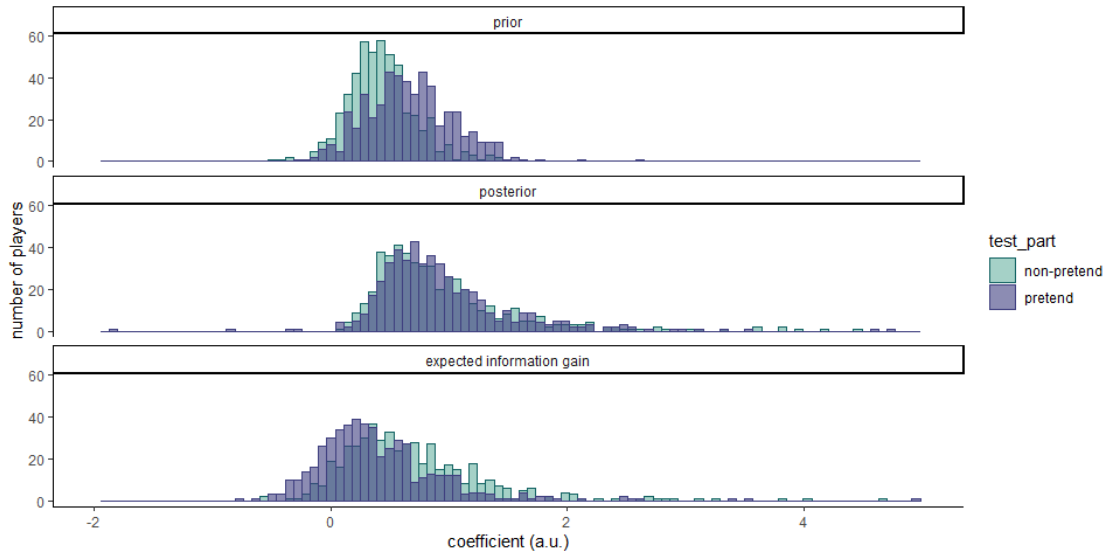 prior
60
40
20
0
posterior
60
40
20
0
expected information gain
60
40
20
0
-2
0
2
4
coefficient (a.u.)
number of players
test_part
non-pretend
pretend